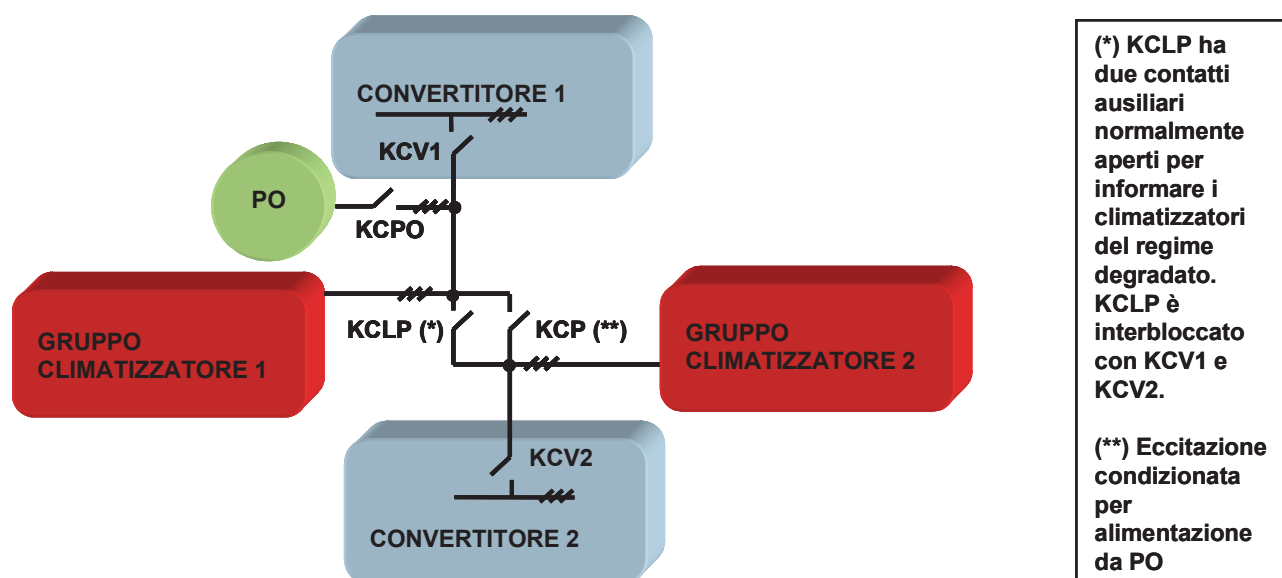 CONVERTITORE 1
KCV1
PO
KCPO
GRUPPO
CLIMATIZZATORE 1
KCLP (*)
KCP (**)
GRUPPO
CLIMATIZZATORE 2
KCV2
CONVERTITORE 2
(*) KCLP ha
due contatti
ausiliari
normalmente
aperti per
informare i
climatizzatori
del regime
degradato.
KCLP è
interbloccato
con KCV1 e
KCV2.
(**) Eccitazione
condizionata
per
alimentazione
da PO